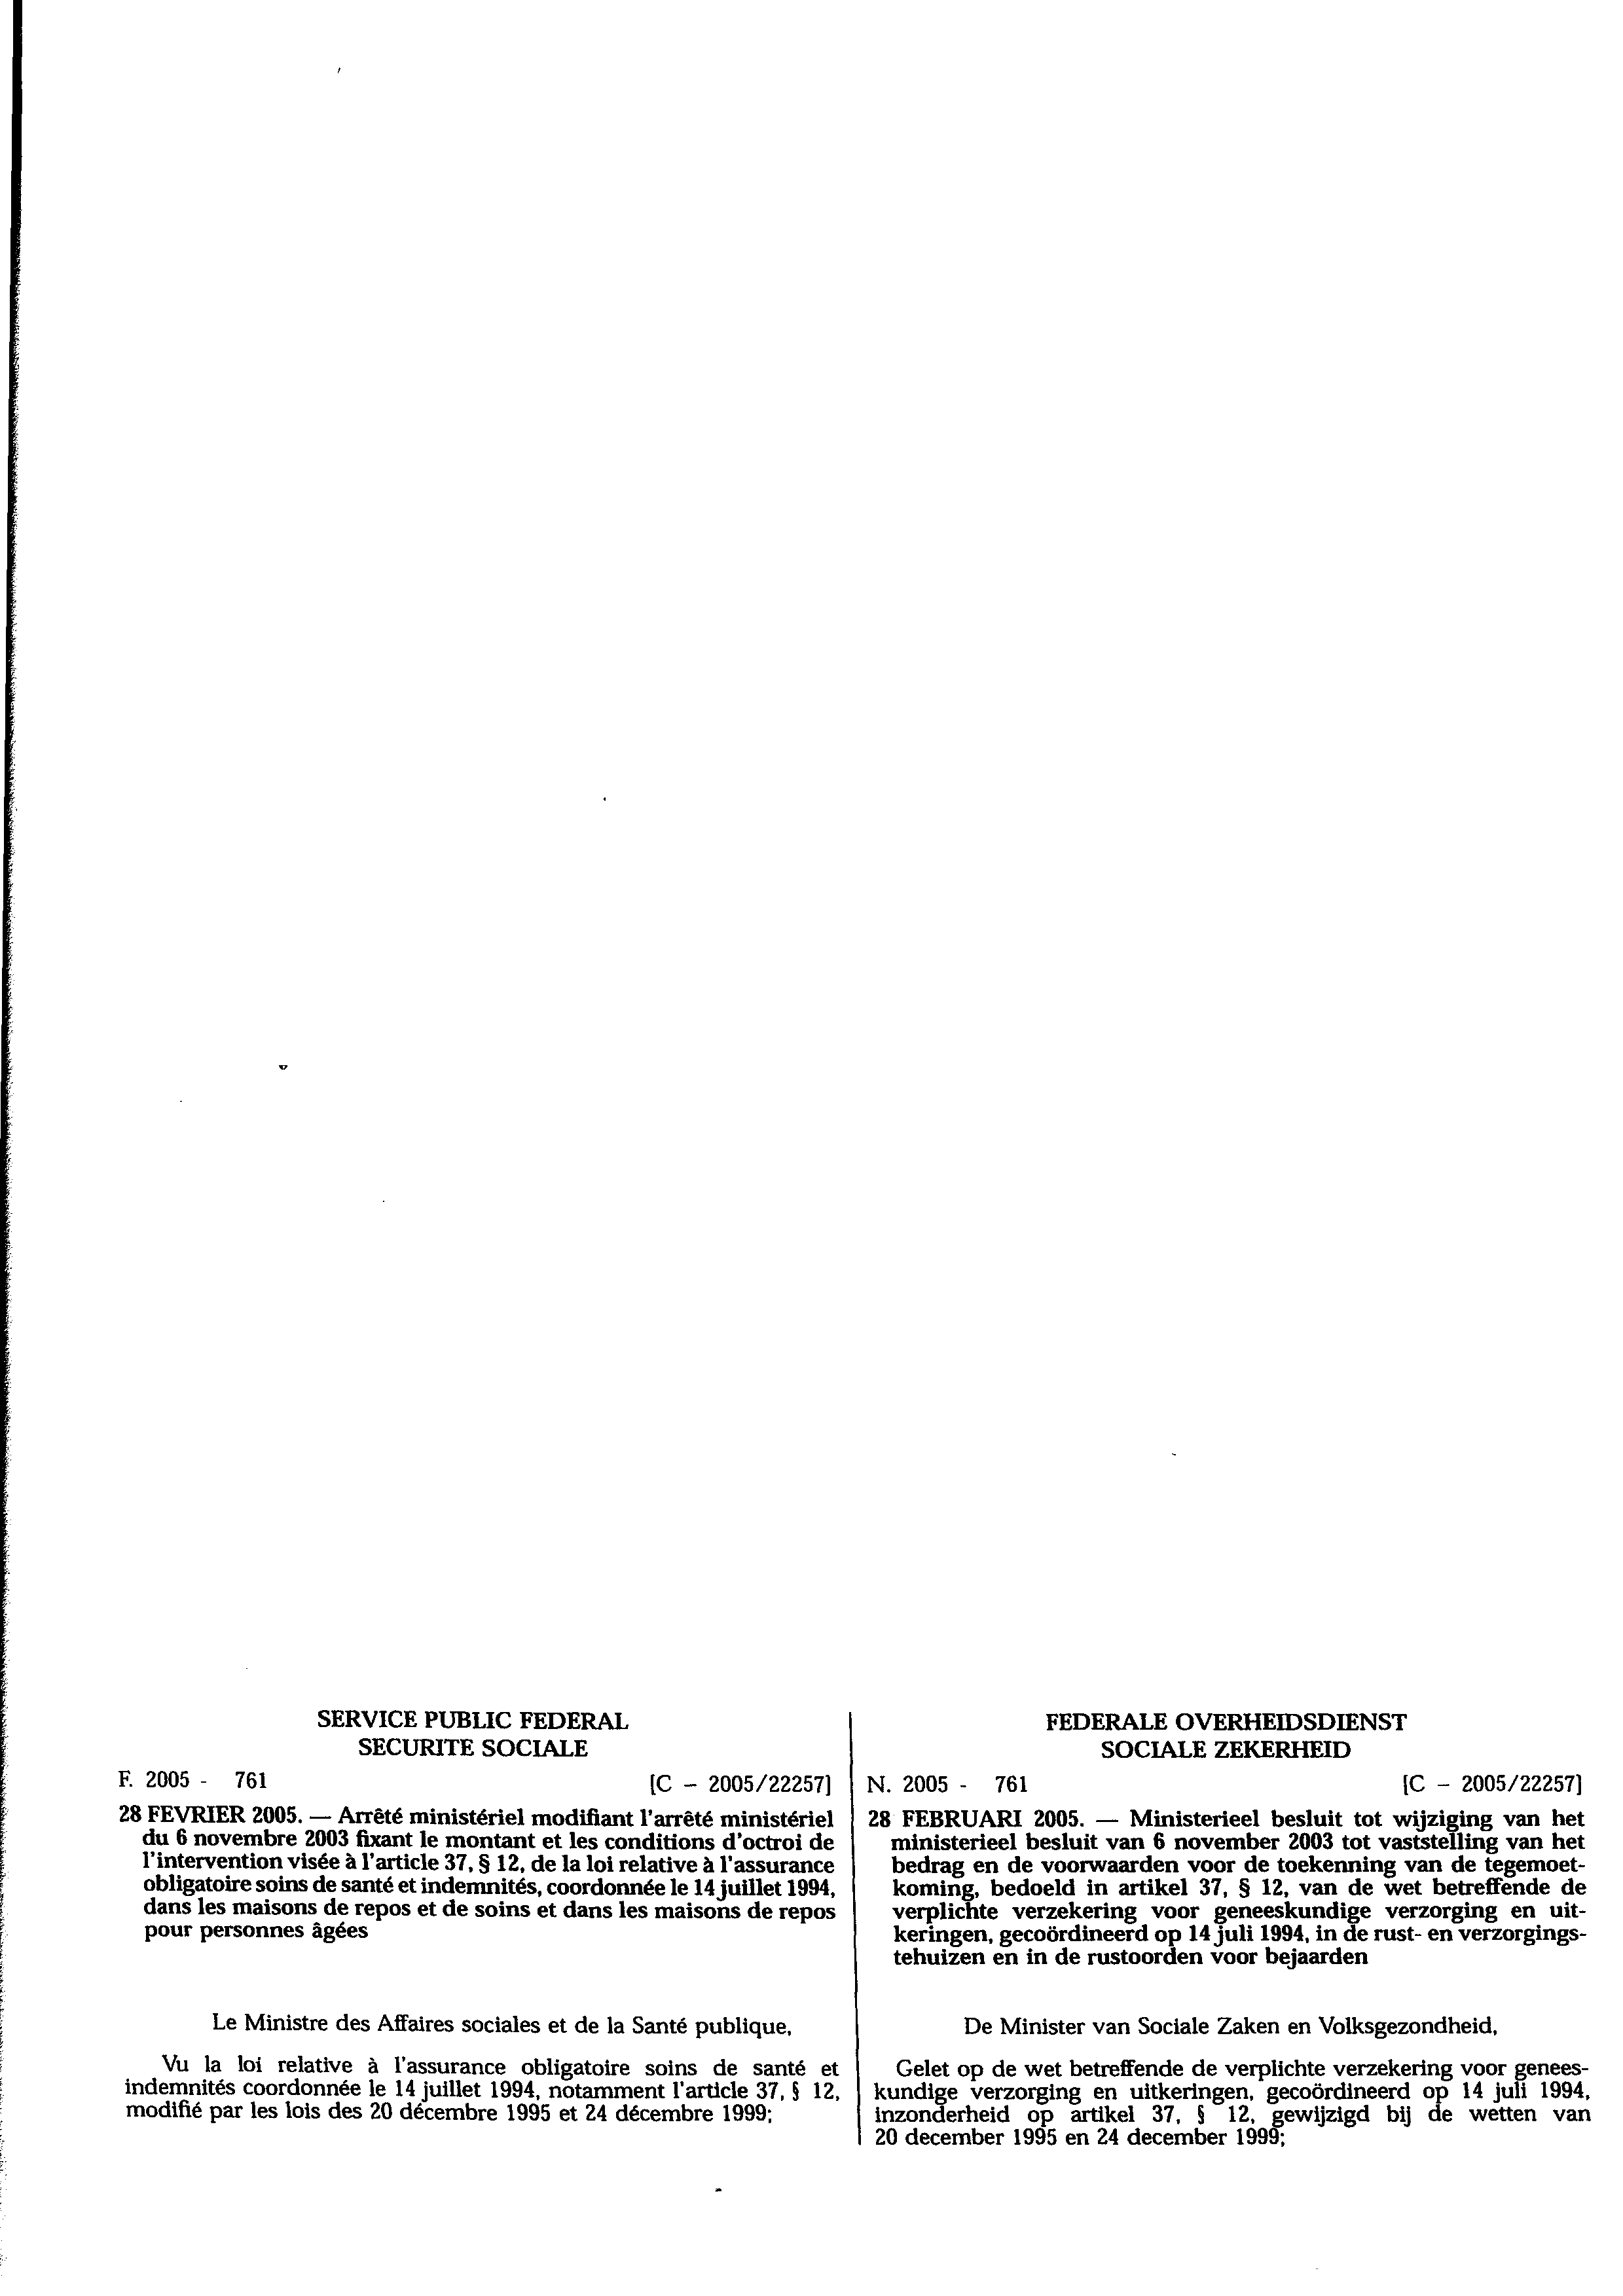 SERVICE PUBLIC FEDERAL
SECURITE SOCIALE
F. 2005 - 761 [C − 2005/22257]
28 FEVRIER 2005. — Arrêté ministériel modifiant l'arrêté ministériel
du 6 novembre 2003 fixant le montant et les conditions d'octroi de
l'intervention visée à l'article 37, § 12, de la loi relative à l'assurance
obligatoire soins de santé et indemnités, coordonnée le 14 juillet 1994,
dans les maisons de repos et de soins et dans les maisons de repos
pour personnes âgées
Le Ministre des Affaires sociales et de la Santé publique,
Vu la loi relative à l'assurance obligatoire soins de santé et
indemnités coordonnée le 14 juillet 1994, notamment l'article 37, § 12,
modifié par les lois des 20 décembre 1995 et 24 décembre 1999;
FEDERALE OVERHEIDSDIENST
SOCIALE ZEKERHEID
N. 2005 - 761 [C − 2005/22257]
28 FEBRUARI 2005. — Ministerieel besluit tot wijziging van het
ministerieel besluit van 6 november 2003 tot vaststelling van het
bedrag en de voorwaarden voor de toekenning van de tegemoet-
koming, bedoeld in artikel 37, § 12, van de wet betreffende de
verplichte verzekering voor geneeskundige verzorging en uit-
keringen, gecoördineerd op 14 juli 1994, in de rust- en verzorgings-
tehuizen en in de rustoorden voor bejaarden
De Minister van Sociale Zaken en Volksgezondheid,
Gelet op de wet betreffende de verplichte verzekering voor genees-
kundige verzorging en uitkeringen, gecoördineerd op 14 juli 1994,
inzonderheid op artikel 37, § 12, gewijzigd bij de wetten van
20 december 1995 en 24 december 1999;